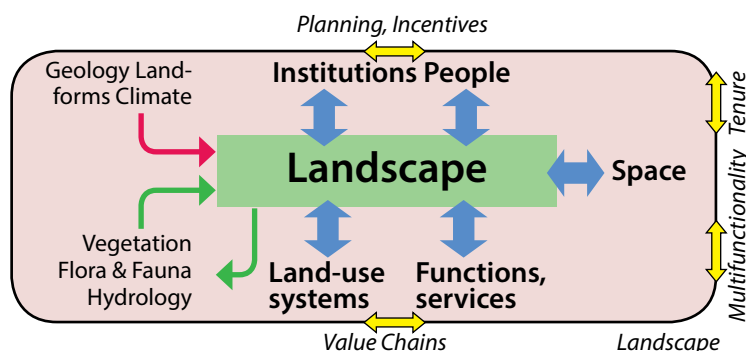 Planning, Incentives
Geology Land-
forms Climate
Institutions People
Tenure
Landscape
Space
Multifunctionality
Vegetation
Flora & Fauna
Hydrology
Land-use
systems
Functions,
services
Value Chains
Landscape